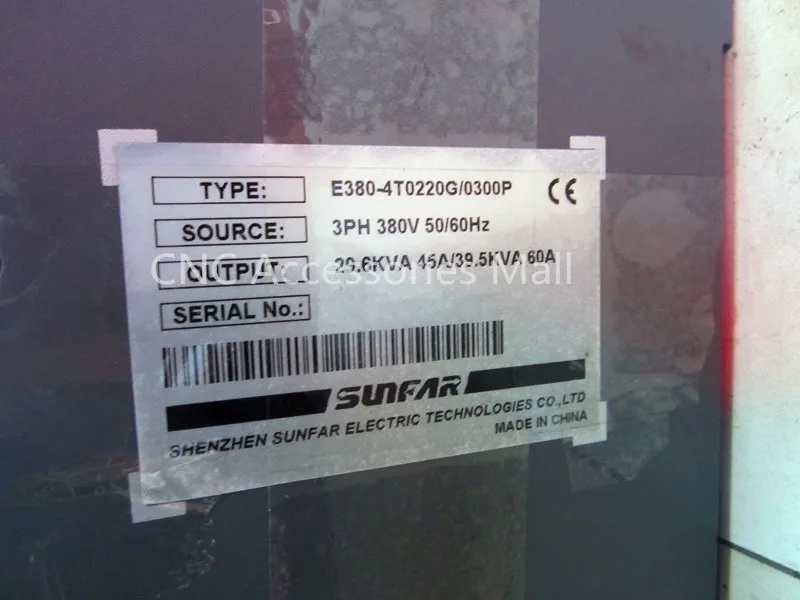 TYPE: E380-4T0220G/0300P CE
SOURCE: 3PH 380V 50/60Hz
OUTPUT: 29.6KVA 45A/39.5KVA 60A
CNC Accessories Mall
SERIAL No.:
SUNFAR
SHENZHEN SUNFAR ELECTRIC TECHNOLOGIES CO.,LTD
MADE IN CHINA